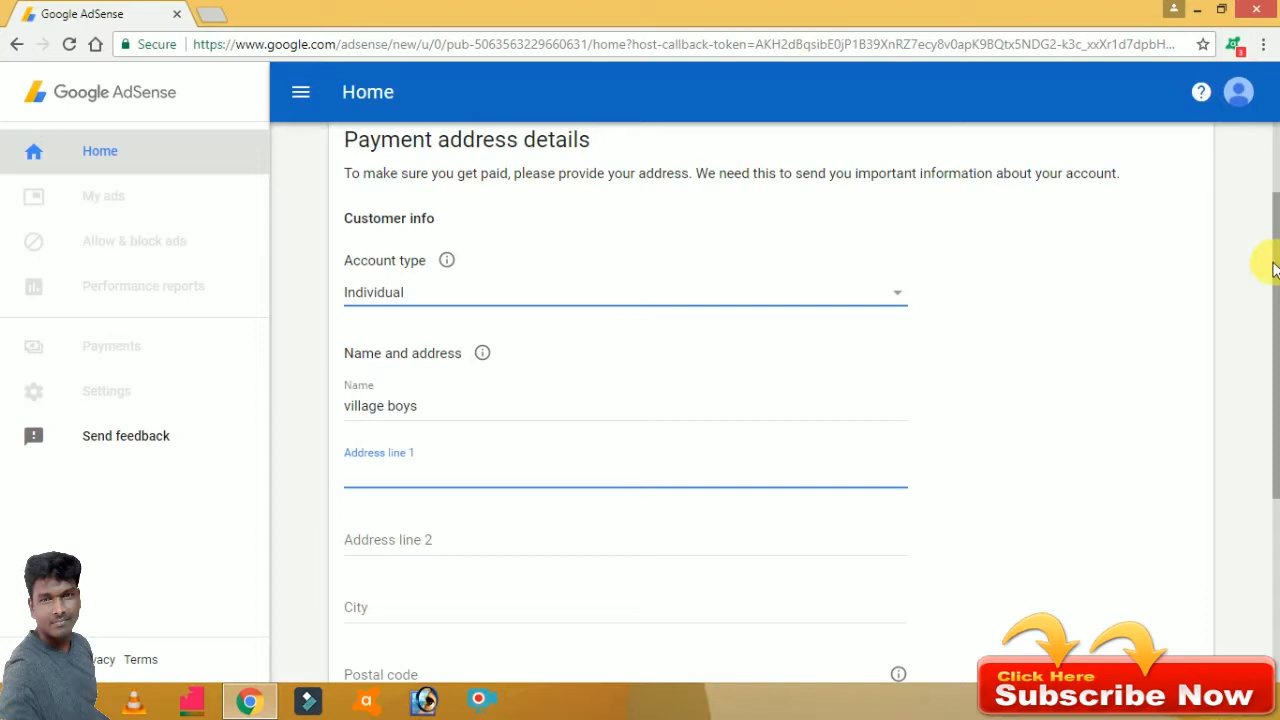 Google AdSense
Secure
https://www.google.com/adsense/new/u/0/pub-5063563229660631/home?host-callback-token=AKH2dBqsibE0jP1B39XnRZ7ecy8v0apK9BQtx5NDG2-k3c_xxXr1d7dpbH...
3
Google AdSense
Home
Home
My ads
Allow & block ads
Performance reports
Payments
Settings
Send feedback
Payment address details
To make sure you get paid, please provide your address. We need this to send you important information about your account.
Customer info
Account type
Individual
Name and address
Name
village boys
Address line 1
Address line 2
City
Postal code
Terms
Click Here
Subscribe Now